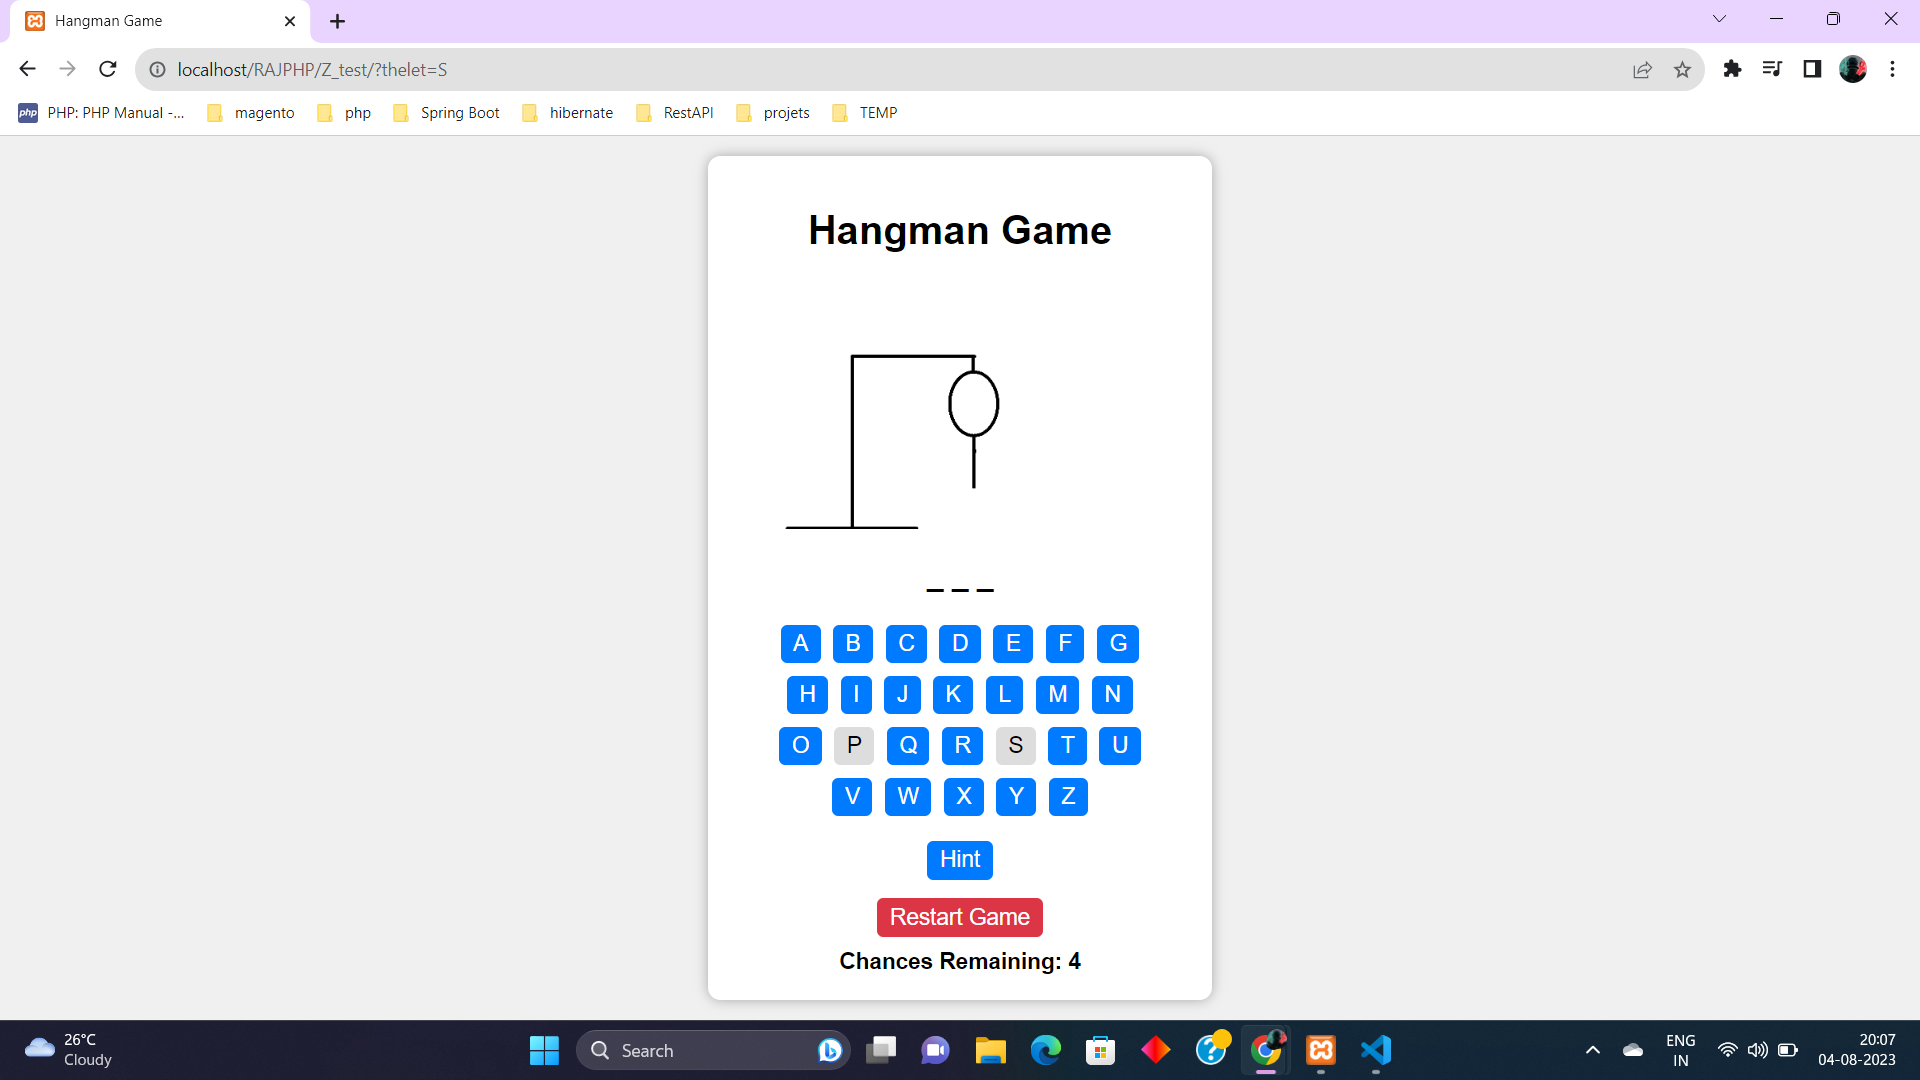 Hangman Game
localhost/RAJPHP/Z_test/?thelet=S
php PHP: PHP Manual -... magento php Spring Boot hibernate RestAPI projets TEMP
Hangman Game
_ _ _
A B C D E F G
H I J K L M N
O P Q R S T U
V W X Y Z
Hint
Restart Game
Chances Remaining: 4
26°C
Cloudy
Search
ENG
IN
20:07
04-08-2023